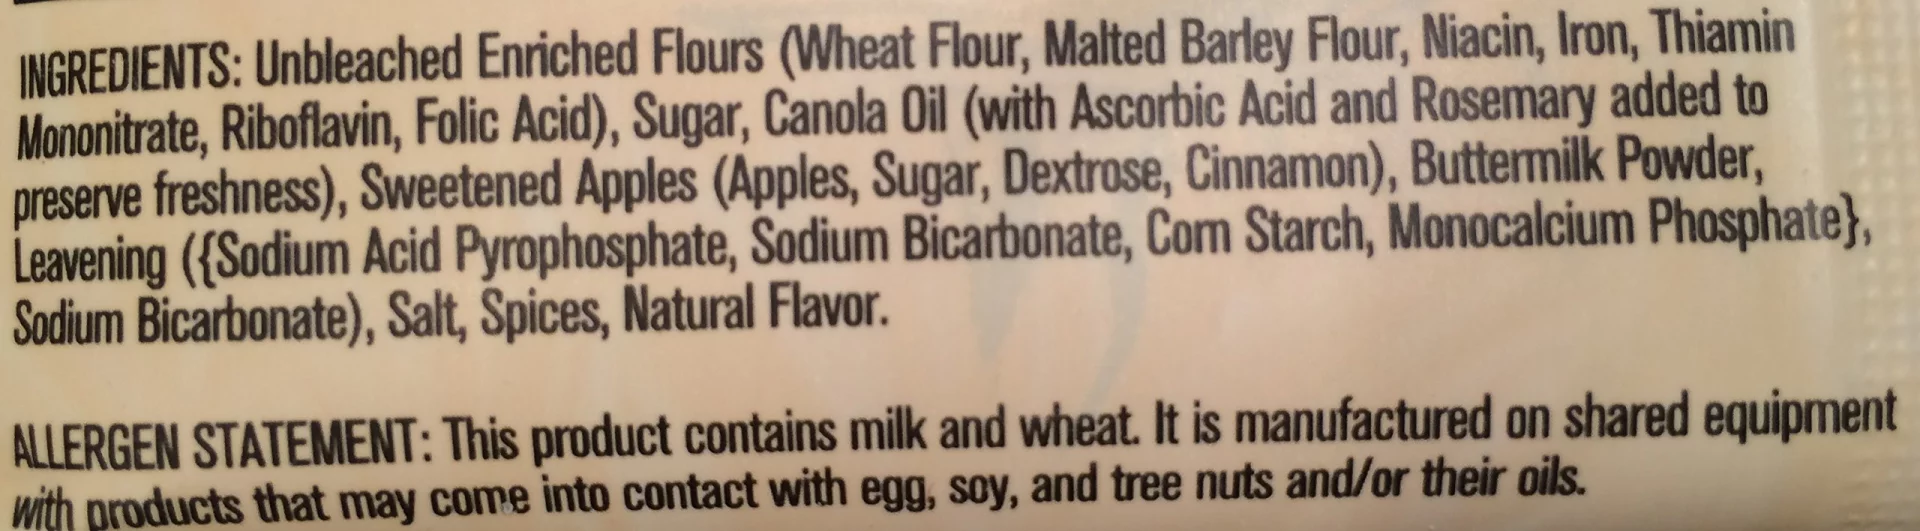 INGREDIENTS: Unbleached Enriched Flours (Wheat Flour, Malted Barley Flour, Niacin, Iron, Thiamin
Mononitrate, Riboflavin, Folic Acid), Sugar, Canola Oil (with Ascorbic Acid and Rosemary added to
preserve freshness), Sweetened Apples (Apples, Sugar, Dextrose, Cinnamon), Buttermilk Powder,
Leavening ({Sodium Acid Pyrophosphate, Sodium Bicarbonate, Corn Starch, Monocalcium Phosphate},
Sodium Bicarbonate), Salt, Spices, Natural Flavor.
ALLERGEN STATEMENT: This product contains milk and wheat. It is manufactured on shared equipment
with products that may come into contact with egg, soy, and tree nuts and/or their oils.